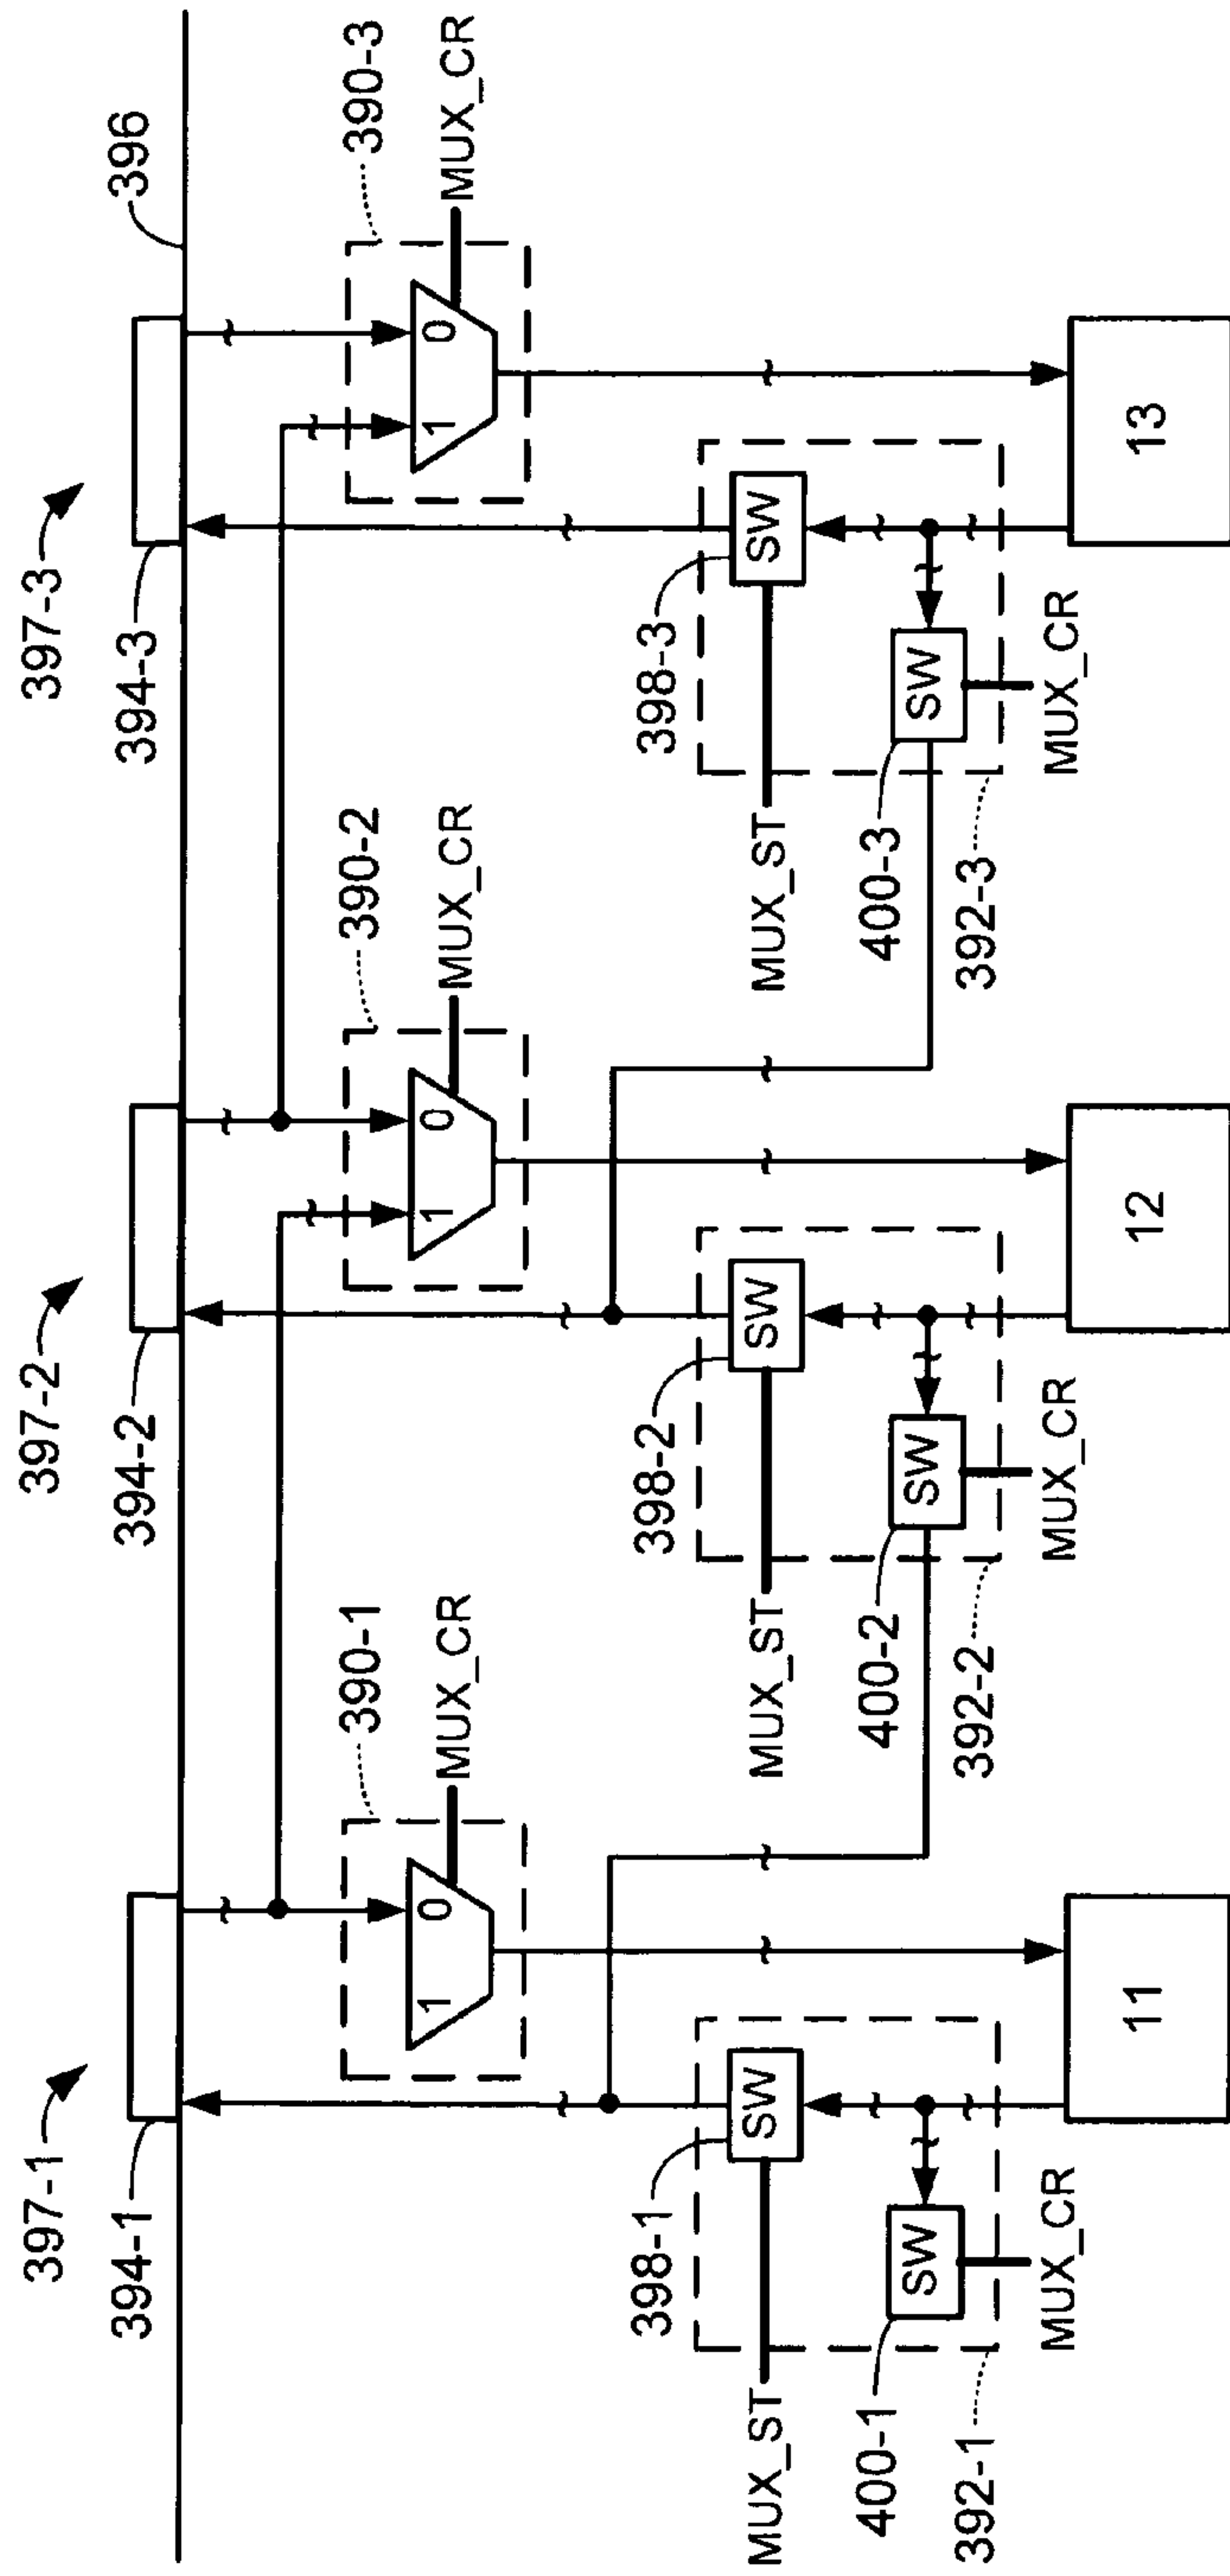 397-1
394-1
397-2
394-2
397-3
394-3
396
390-1
MUX_CR
1
0
390-2
MUX_CR
1
0
390-3
MUX_CR
1
0
398-1
SW
MUX_ST
SW
400-1
392-1
MUX_CR
398-2
SW
MUX_ST
SW
400-2
392-2
MUX_CR
398-3
SW
MUX_ST
SW
400-3
392-3
MUX_CR
11
12
13